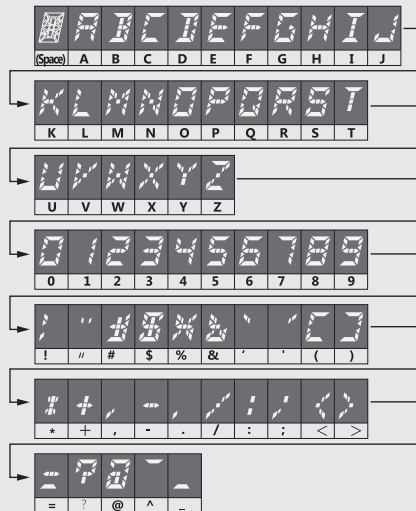 (Space) A B C D E F G H I J
K L M N O P Q R S T
U V W X Y Z
0 1 2 3 4 5 6 7 8 9
! " # $ % & ‘ ' ( )
* + , - . / : ; < >
= ? @ ^ _